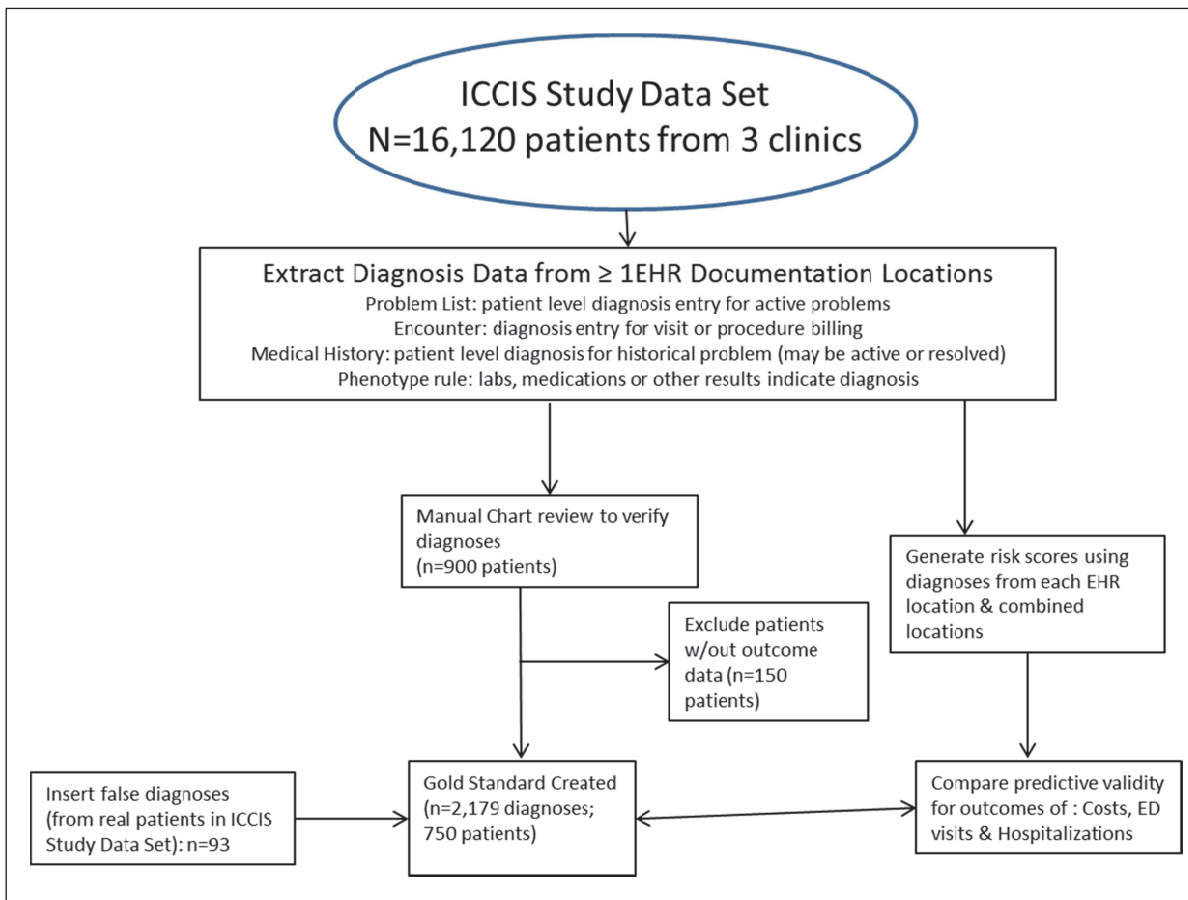 ICCIS Study Data Set
N=16,120 patients from 3 clinics
Extract Diagnosis Data from ≥ 1EHR Documentation Locations
Problem List: patient level diagnosis entry for active problems
Encounter: diagnosis entry for visit or procedure billing
Medical History: patient level diagnosis for historical problem (may be active or resolved)
Phenotype rule: labs, medications or other results indicate diagnosis
Manual Chart review to verify
diagnoses
(n=900 patients)
Generate risk scores using
diagnoses from each EHR
location & combined
locations
Exclude patients
w/out outcome
data (n=150
patients)
Insert false diagnoses
(from real patients in ICCIS
Study Data Set): n=93
Gold Standard Created
(n=2,179 diagnoses;
750 patients)
Compare predictive validity
for outcomes of : Costs, ED
visits & Hospitalizations